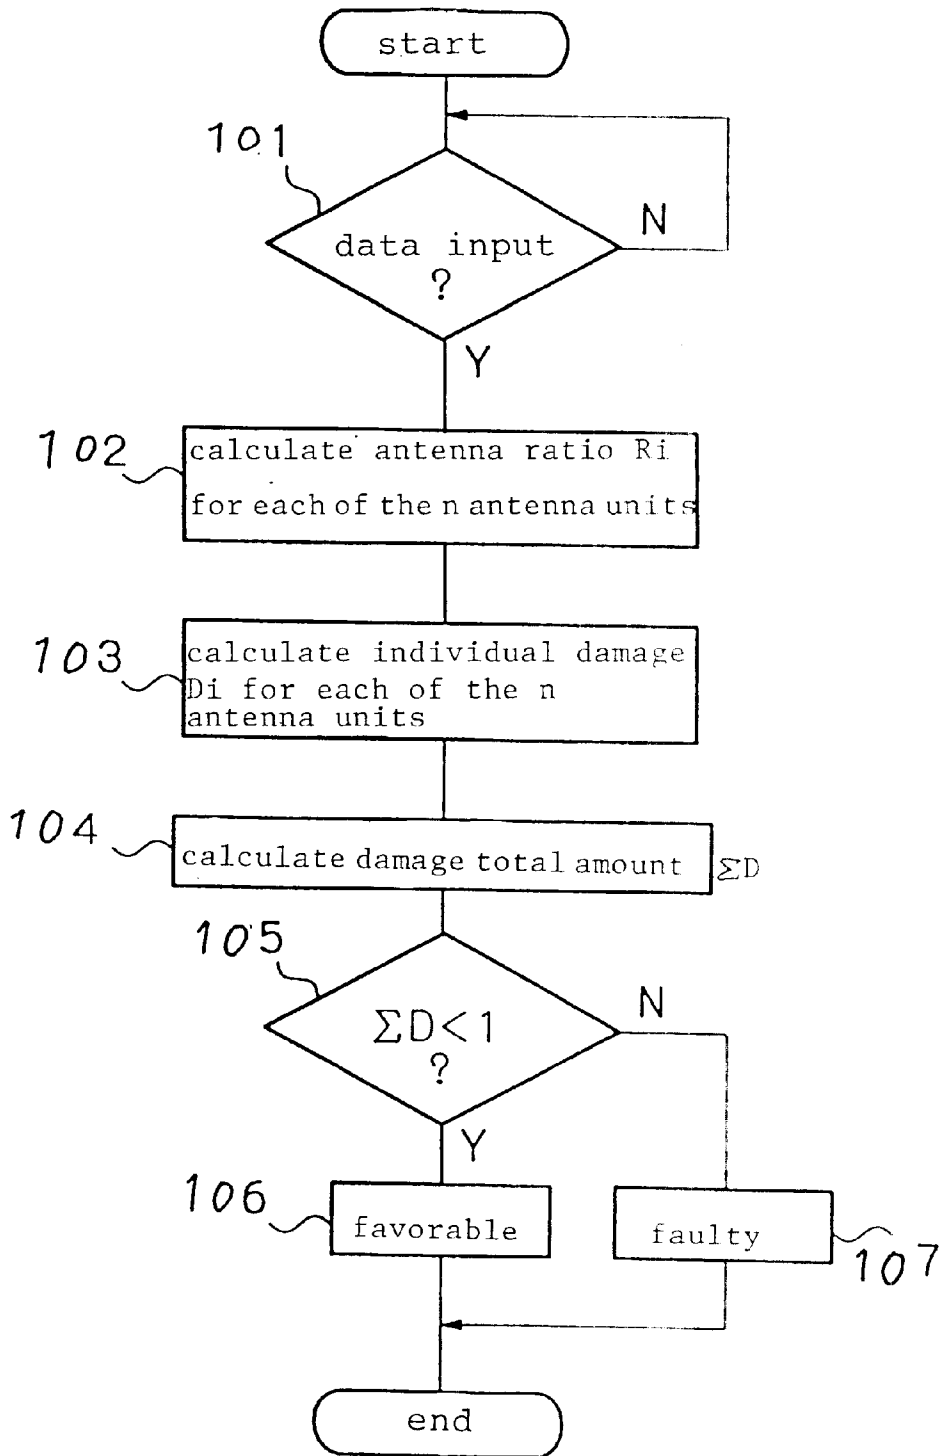 start
101
N
data input
?
Y
102
calculate antenna ratio Ri
for each of the n antenna units
103
calculate individual damage
Di for each of the n
antenna units
104
calculate damage total amount ΣD
105
N
ΣD<1
?
Y
106
favorable
faulty
107
end